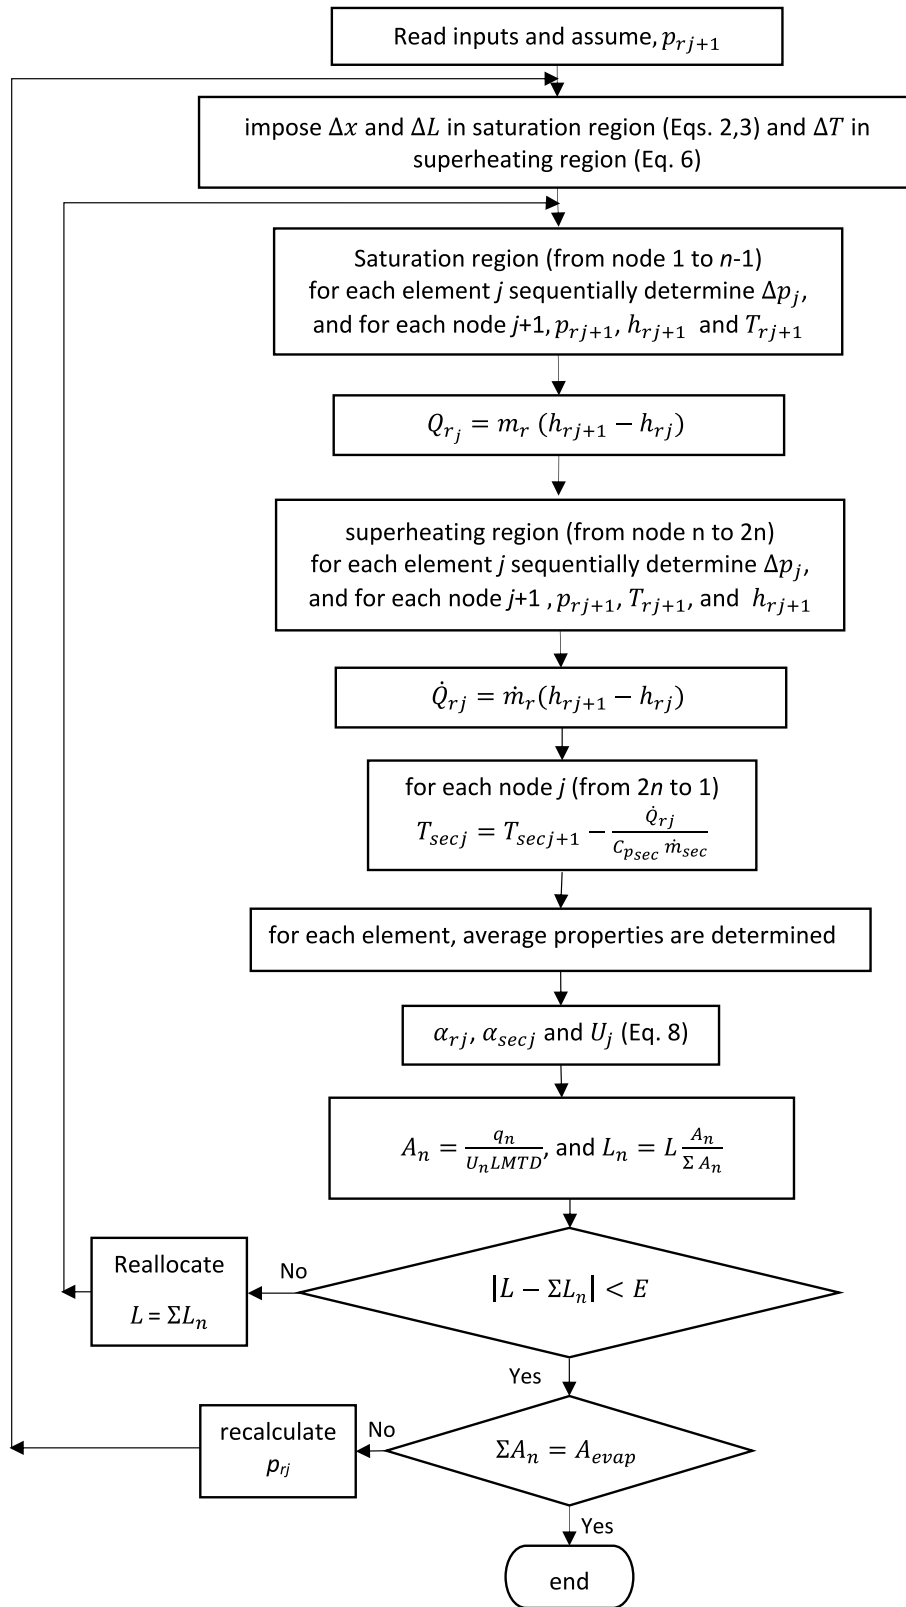 Read inputs and assume, p_{rj+1}
impose Δx and ΔL in saturation region (Eqs. 2,3) and ΔT in
superheating region (Eq. 6)
Saturation region (from node 1 to n-1)
for each element j sequentially determine Δp_j,
and for each node j+1, p_{rj+1}, h_{rj+1} and T_{rj+1}
Q_{r_j} = m_r (h_{rj+1} − h_{rj})
superheating region (from node n to 2n)
for each element j sequentially determine Δp_j,
and for each node j+1 , p_{rj+1}, T_{rj+1}, and h_{rj+1}
Q̇_{rj} = ṁ_r(h_{rj+1} − h_{rj})
for each node j (from 2n to 1)
T_{secj} = T_{secj+1} − \frac{Q̇_{rj}}{C_{p_{sec}} ṁ_{sec}}
for each element, average properties are determined
α_{rj}, α_{secj} and U_j (Eq. 8)
A_n = \frac{q_n}{U_n LMTD}, and L_n = L \frac{A_n}{Σ A_n}
Reallocate
L = ΣL_n
No
|L − ΣL_n| < E
Yes
recalculate
p_{rj}
No
ΣA_n = A_{evap}
Yes
end